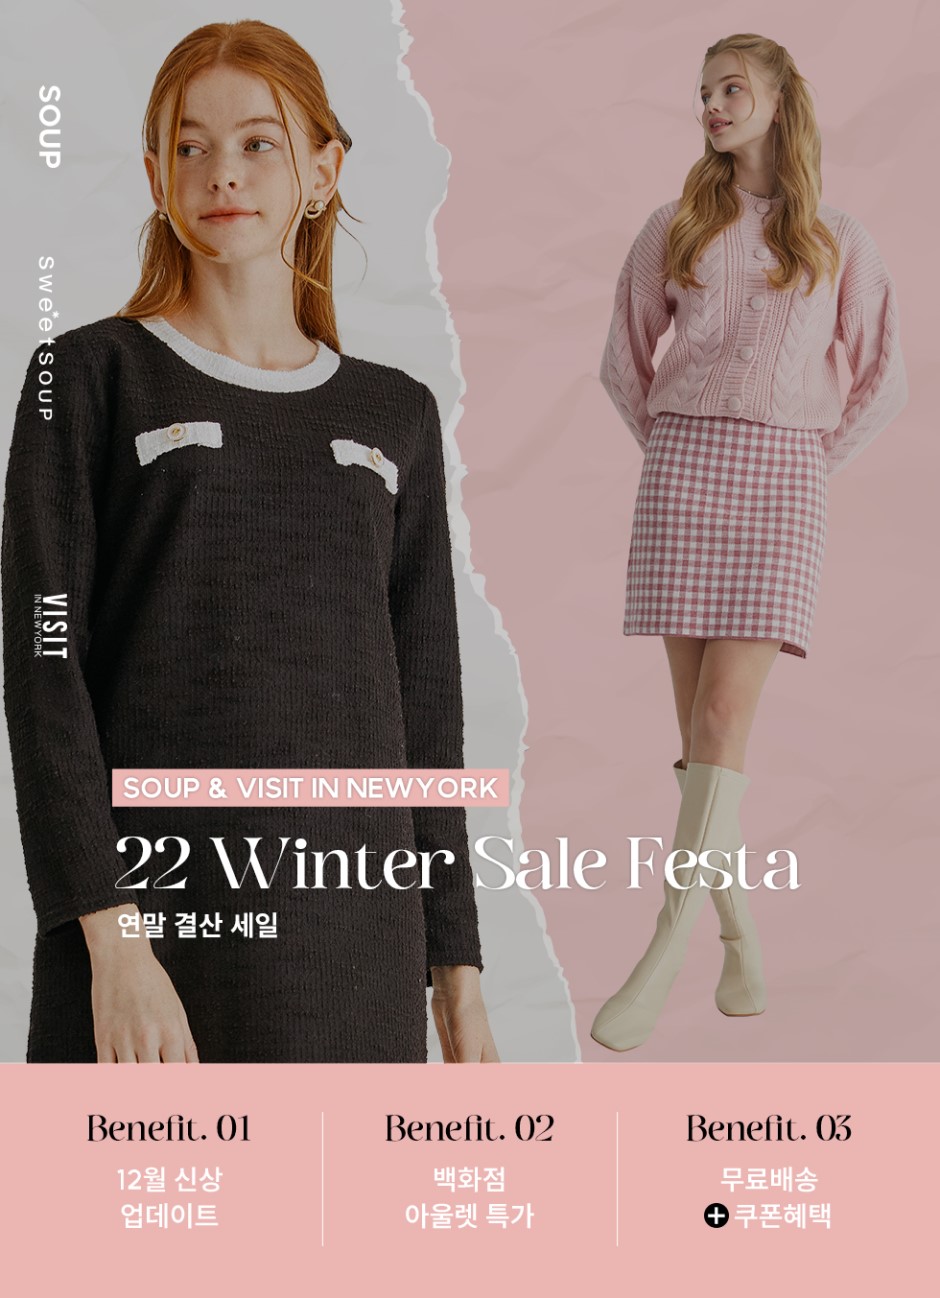 SOUP
sweetsoup
VISIT
IN NEWYORK
SOUP & VISIT IN NEWYORK
22 Winter Sale Festa
연말 결산 세일
Benefit. 01
12월 신상
업데이트
Benefit. 02
백화점
아울렛 특가
Benefit. 03
무료배송
+ 쿠폰혜택